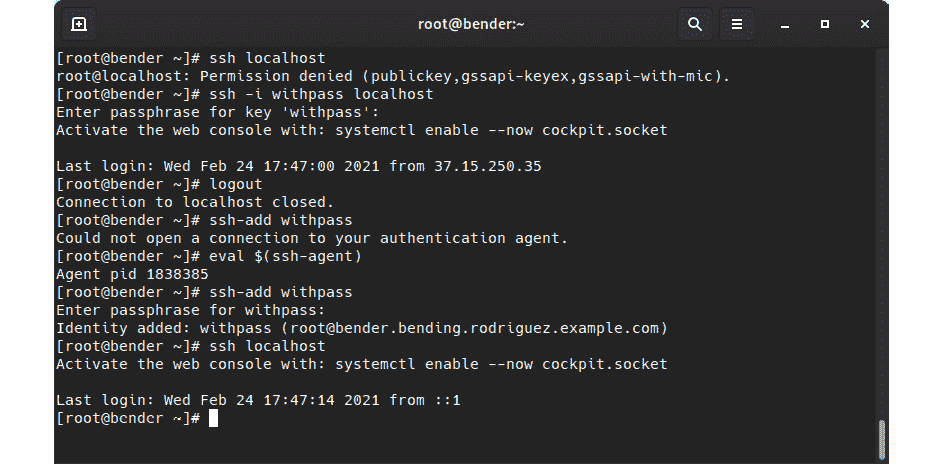 root@bender:~
[root@bender ~]# ssh localhost
root@localhost: Permission denied (publickey,gssapi-keyex,gssapi-with-mic).
[root@bender ~]# ssh -i withpass localhost
Enter passphrase for key 'withpass':
Activate the web console with: systemctl enable --now cockpit.socket

Last login: Wed Feb 24 17:47:00 2021 from 37.15.250.35
[root@bender ~]# logout
Connection to localhost closed.
[root@bender ~]# ssh-add withpass
Could not open a connection to your authentication agent.
[root@bender ~]# eval $(ssh-agent)
Agent pid 1838385
[root@bender ~]# ssh-add withpass
Enter passphrase for withpass:
Identity added: withpass (root@bender.bending.rodriguez.example.com)
[root@bender ~]# ssh localhost
Activate the web console with: systemctl enable --now cockpit.socket

Last login: Wed Feb 24 17:47:14 2021 from ::1
[root@bender ~]#